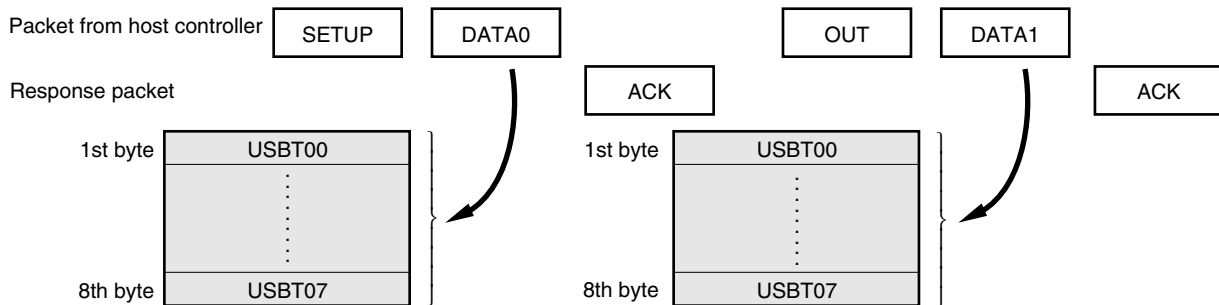 Packet from host controller SETUP DATA0 OUT DATA1
Response packet ACK ACK
1st byte USBT00 1st byte USBT00
8th byte USBT07 8th byte USBT07